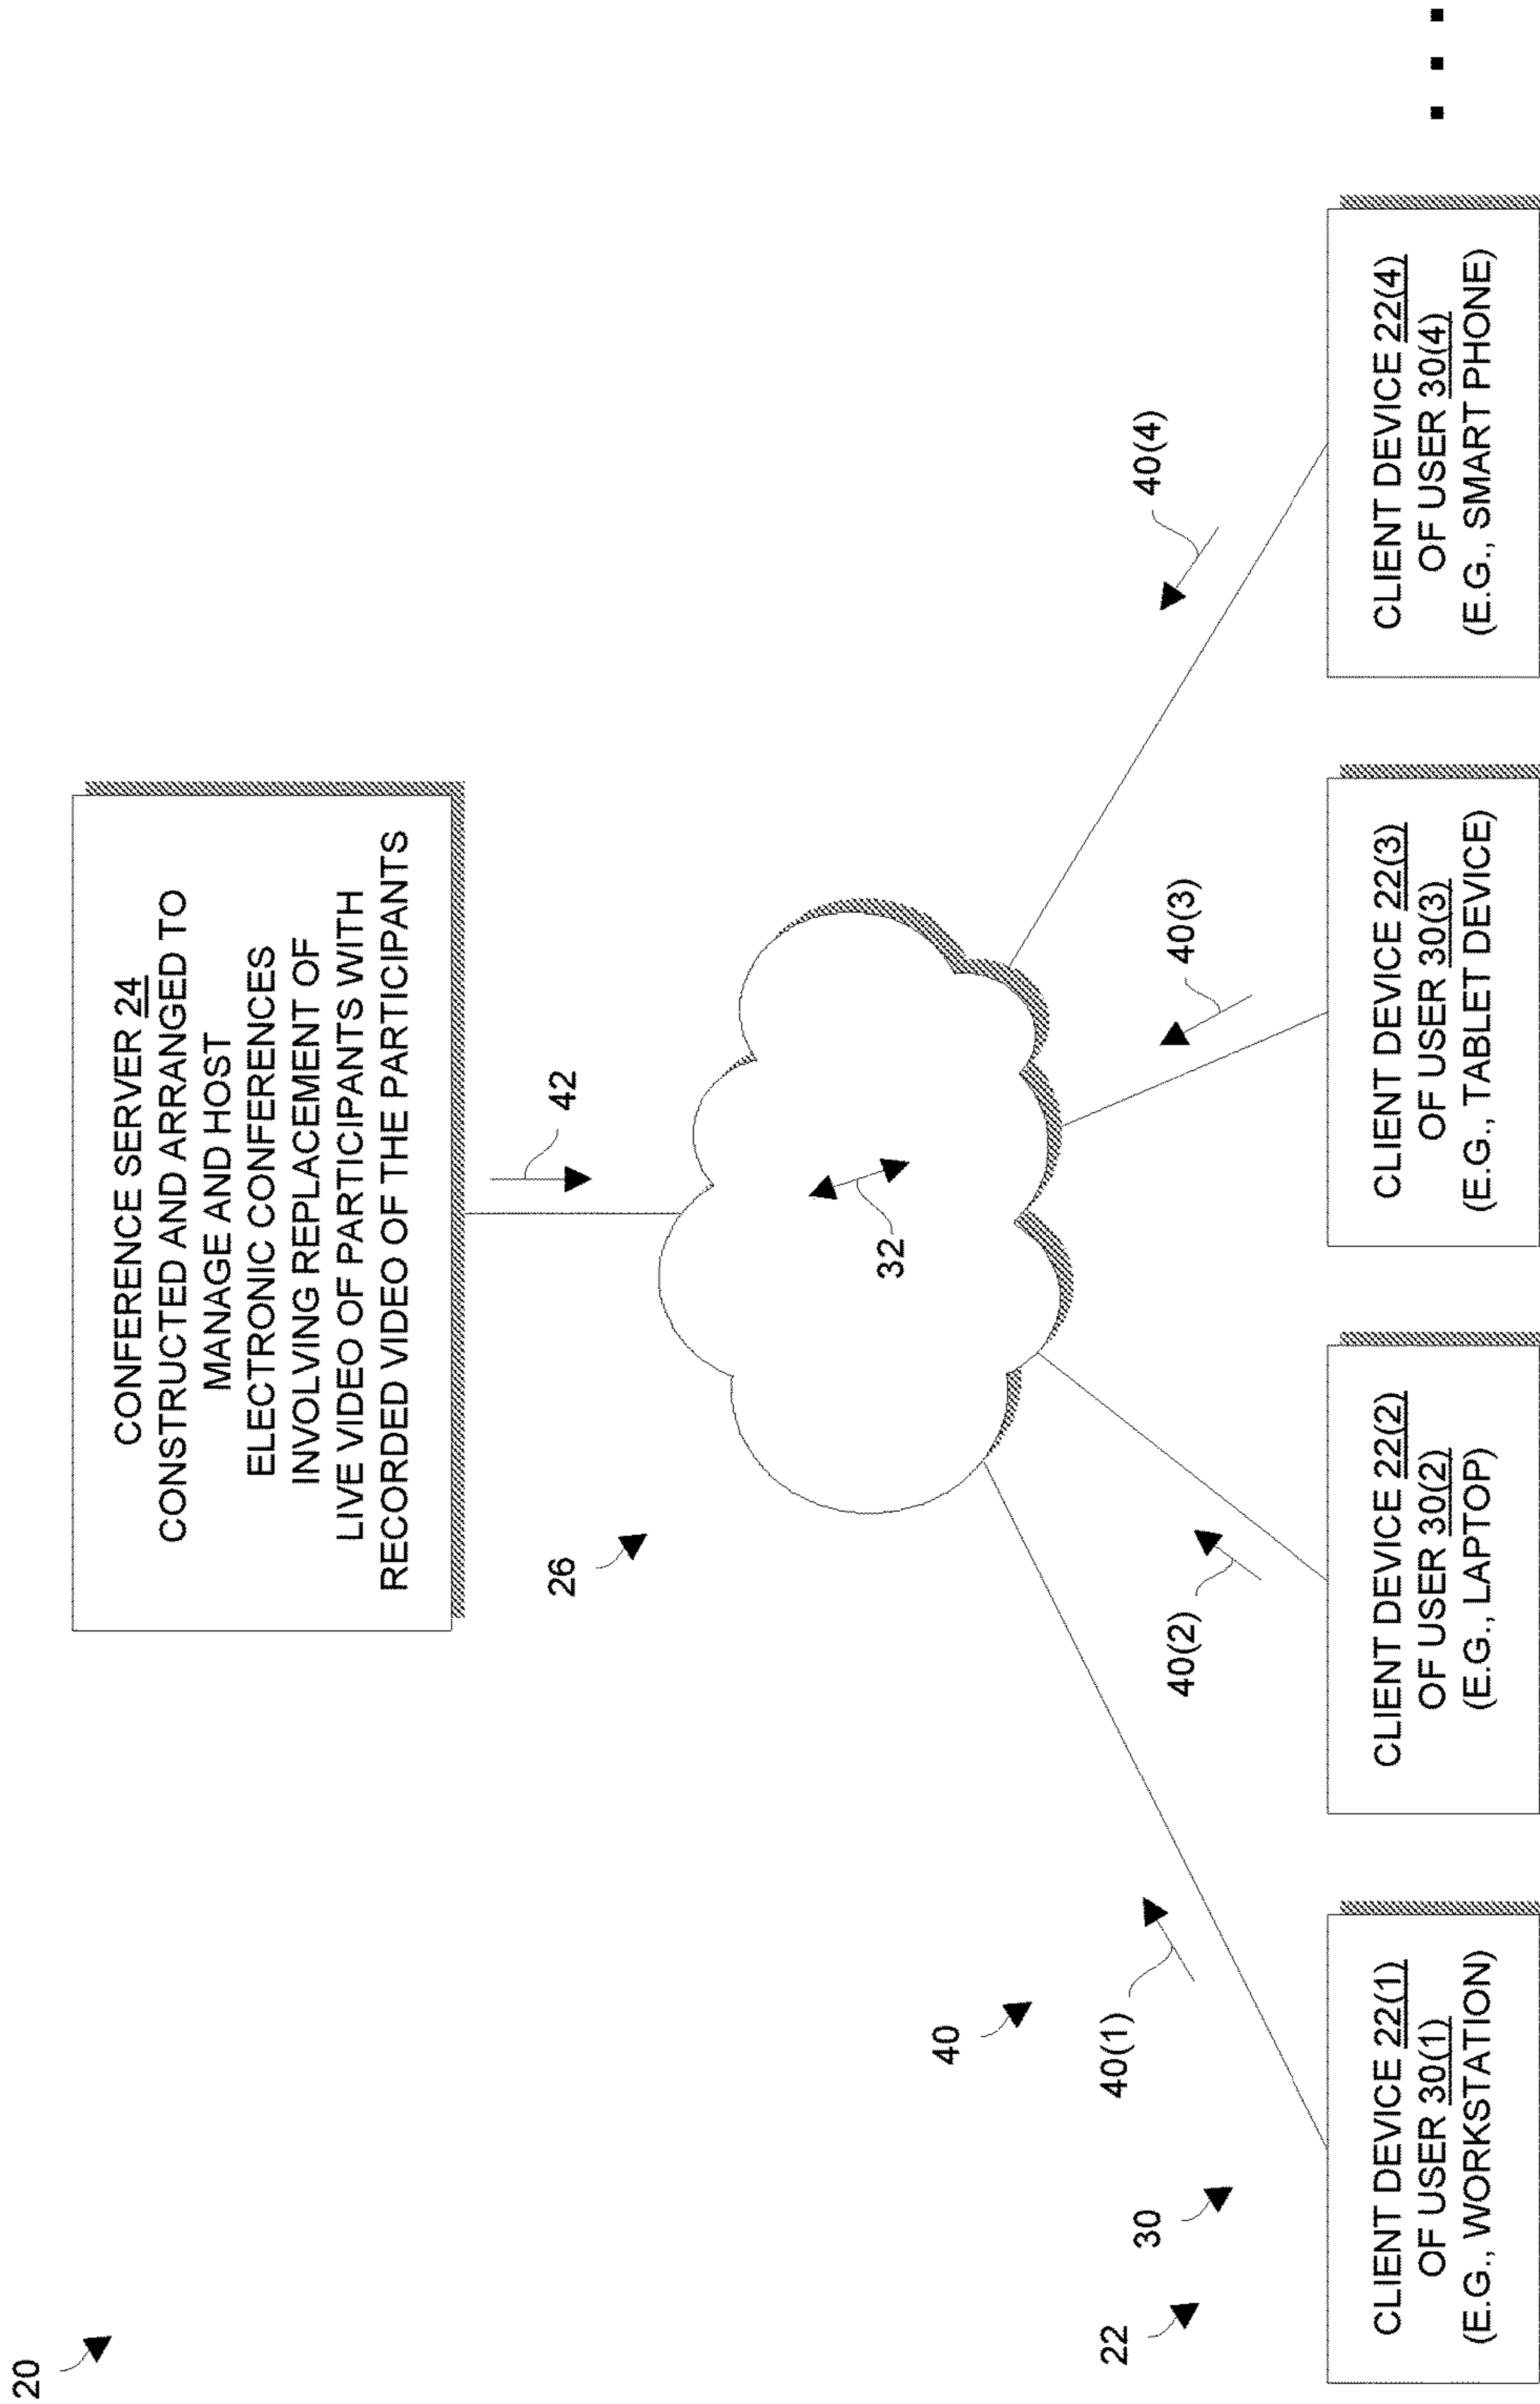 20
CONFERENCE SERVER 24
CONSTRUCTED AND ARRANGED TO
MANAGE AND HOST
ELECTRONIC CONFERENCES
INVOLVING REPLACEMENT OF
LIVE VIDEO OF PARTICIPANTS WITH
RECORDED VIDEO OF THE PARTICIPANTS
42
26
32
40
40(1)
40(2)
40(3)
40(4)
30
22
CLIENT DEVICE 22(1)
OF USER 30(1)
(E.G., WORKSTATION)
CLIENT DEVICE 22(2)
OF USER 30(2)
(E.G., LAPTOP)
CLIENT DEVICE 22(3)
OF USER 30(3)
(E.G., TABLET DEVICE)
CLIENT DEVICE 22(4)
OF USER 30(4)
(E.G., SMART PHONE)